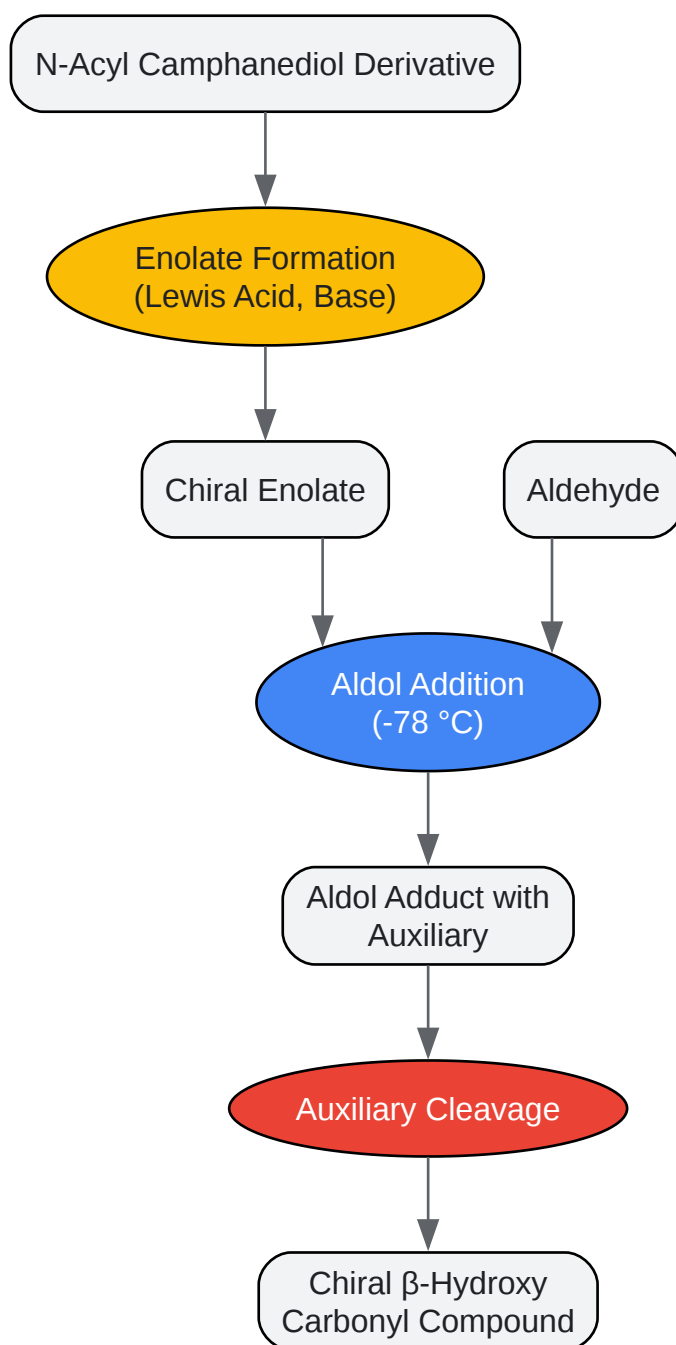 N-Acyl Camphanediol Derivative
Enolate Formation
(Lewis Acid, Base)
Chiral Enolate
Aldehyde
Aldol Addition
(-78 °C)
Aldol Adduct with
Auxiliary
Auxiliary Cleavage
Chiral β-Hydroxy
Carbonyl Compound